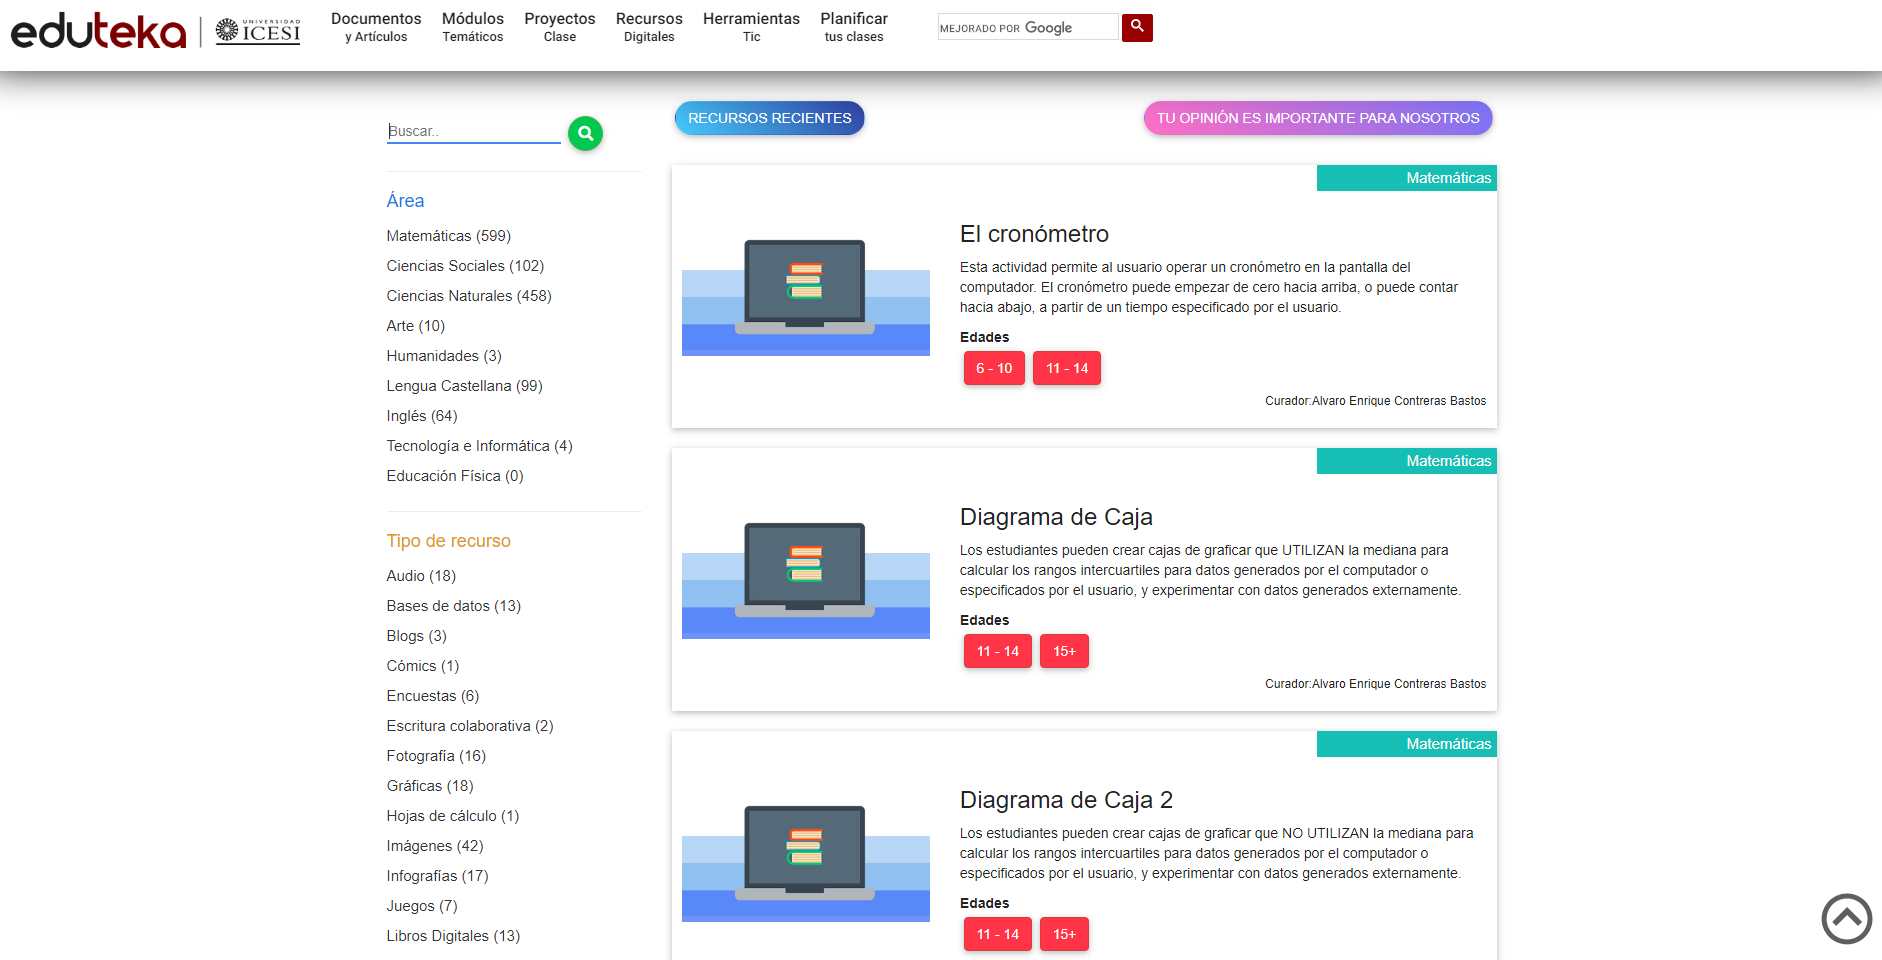 eduteka
UNIVERSIDAD
ICESI
Documentos
y Artículos
Módulos
Temáticos
Proyectos
Clase
Recursos
Digitales
Herramientas
Tic
Planificar
tus clases
MEJORADO POR Google
Buscar..
RECURSOS RECIENTES
TU OPINIÓN ES IMPORTANTE PARA NOSOTROS
Área
Matemáticas (599)
Ciencias Sociales (102)
Ciencias Naturales (458)
Arte (10)
Humanidades (3)
Lengua Castellana (99)
Inglés (64)
Tecnología e Informática (4)
Educación Física (0)
Tipo de recurso
Audio (18)
Bases de datos (13)
Blogs (3)
Cómics (1)
Encuestas (6)
Escritura colaborativa (2)
Fotografía (16)
Gráficas (18)
Hojas de cálculo (1)
Imágenes (42)
Infografías (17)
Juegos (7)
Libros Digitales (13)
Matemáticas
El cronómetro
Esta actividad permite al usuario operar un cronómetro en la pantalla del
computador. El cronómetro puede empezar de cero hacia arriba, o puede contar
hacia abajo, a partir de un tiempo especificado por el usuario.
Edades
6 - 10
11 - 14
Curador:Alvaro Enrique Contreras Bastos
Matemáticas
Diagrama de Caja
Los estudiantes pueden crear cajas de graficar que UTILIZAN la mediana para
calcular los rangos intercuartiles para datos generados por el computador o
especificados por el usuario, y experimentar con datos generados externamente.
Edades
11 - 14
15+
Curador:Alvaro Enrique Contreras Bastos
Matemáticas
Diagrama de Caja 2
Los estudiantes pueden crear cajas de graficar que NO UTILIZAN la mediana para
calcular los rangos intercuartiles para datos generados por el computador o
especificados por el usuario, y experimentar con datos generados externamente.
Edades
11 - 14
15+